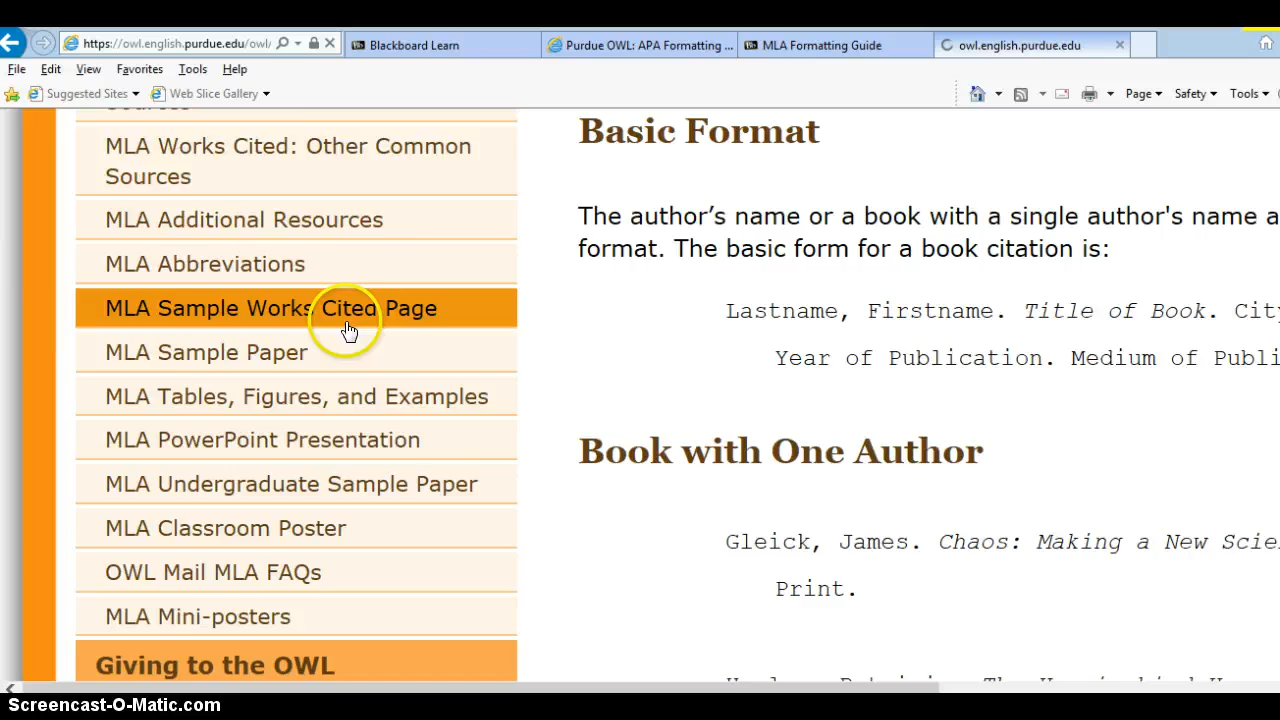 https://owl.english.purdue.edu/owl/
Blackboard Learn
Purdue OWL: APA Formatting ...
MLA Formatting Guide
owl.english.purdue.edu
File Edit View Favorites Tools Help
Suggested Sites
Web Slice Gallery
Page
Safety
Tools
Sources
MLA Works Cited: Other Common
Sources
MLA Additional Resources
MLA Abbreviations
MLA Sample Works Cited Page
MLA Sample Paper
MLA Tables, Figures, and Examples
MLA PowerPoint Presentation
MLA Undergraduate Sample Paper
MLA Classroom Poster
OWL Mail MLA FAQs
MLA Mini-posters
Giving to the OWL
Basic Format
The author’s name or a book with a single author's name a
format. The basic form for a book citation is:
Lastname, Firstname. Title of Book. City
Year of Publication. Medium of Publi
Book with One Author
Gleick, James. Chaos: Making a New Scie
Print.
Screencast-O-Matic.com